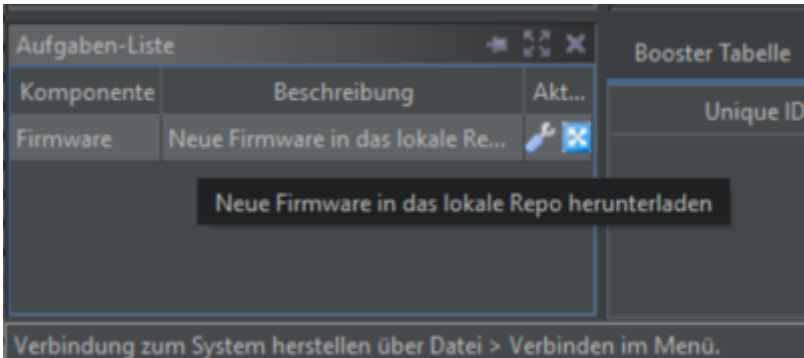 Aufgaben-Liste
Booster Tabelle
Komponente Beschreibung Akt...
Unique ID
Firmware Neue Firmware in das lokale Re...
Neue Firmware in das lokale Repo herunterladen
Verbindung zum System herstellen über Datei > Verbinden im Menü.